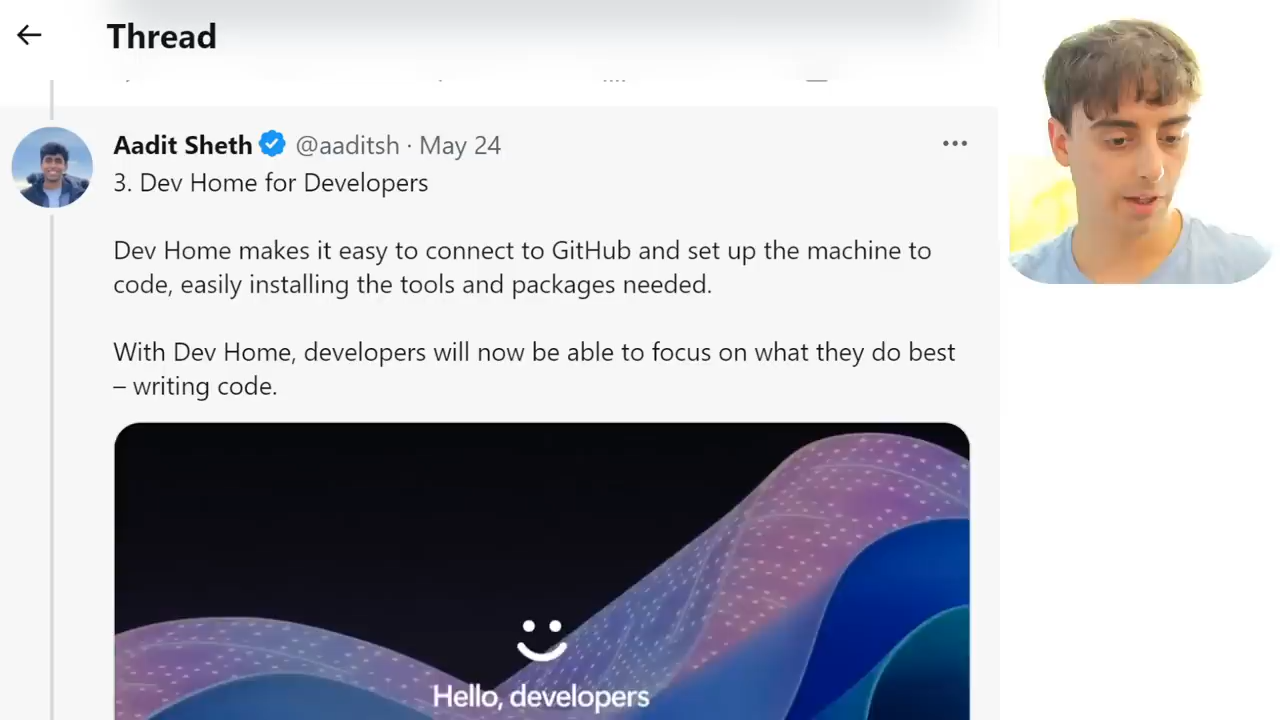 Thread
Aadit Sheth @aaditsh · May 24
3. Dev Home for Developers
Dev Home makes it easy to connect to GitHub and set up the machine to
code, easily installing the tools and packages needed.
With Dev Home, developers will now be able to focus on what they do best
– writing code.
Hello, developers